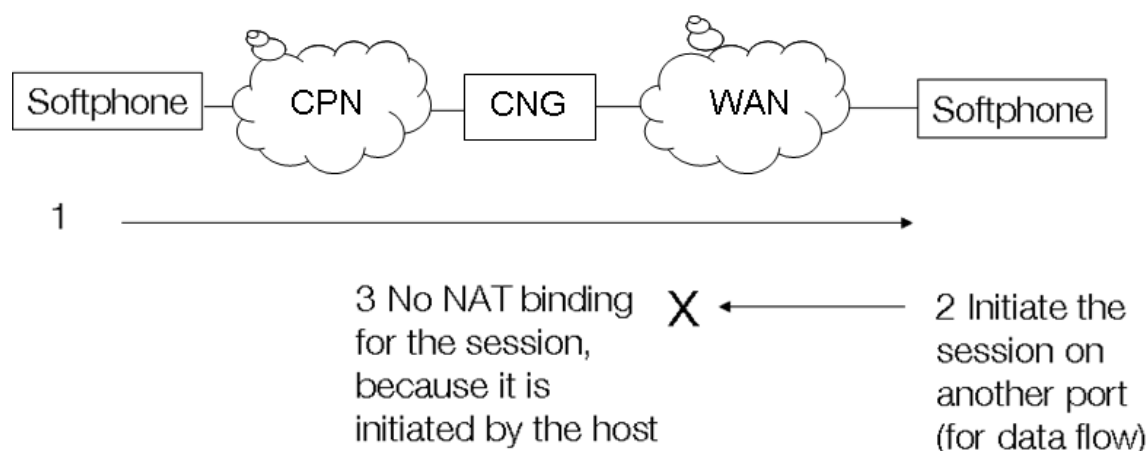 Softphone
CPN
CNG
WAN
Softphone
1
3 No NAT binding
for the session,
because it is
initiated by the host
X
2 Initiate the
session on
another port
(for data flow)